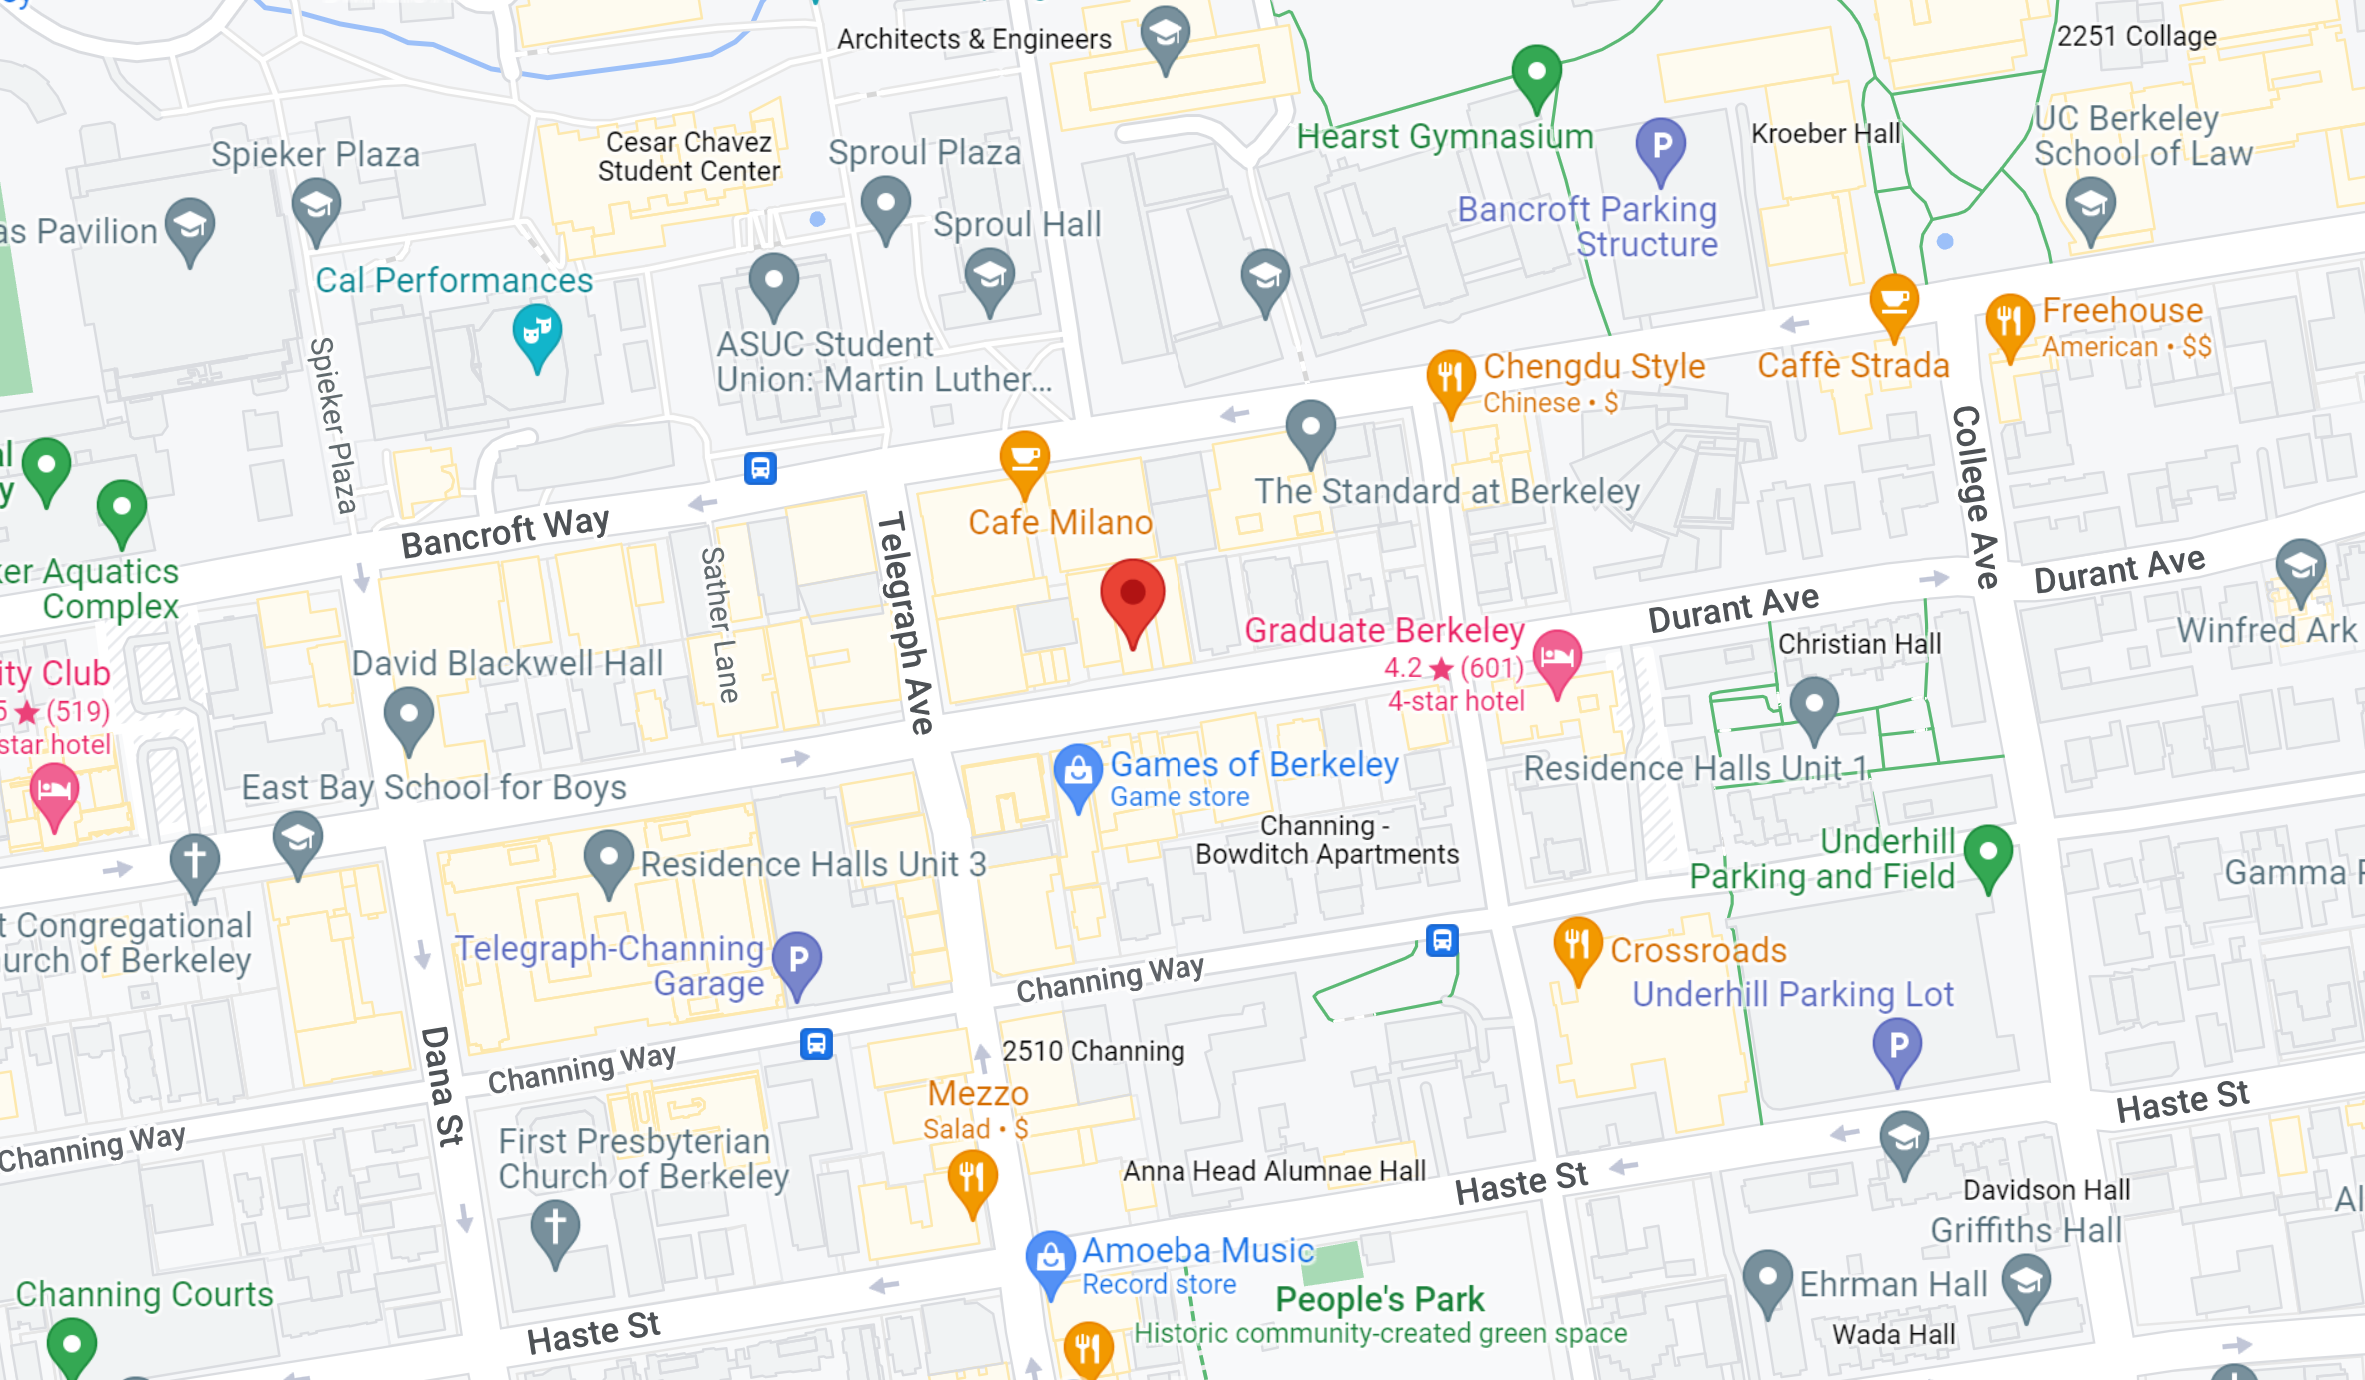 Architects & Engineers
2251 Collage
Hearst Gymnasium
Kroeber Hall
UC Berkeley
School of Law
Spieker Plaza
Cesar Chavez
Student Center
Sproul Plaza
Sproul Hall
P
Bancroft Parking
Structure
as Pavilion
Cal Performances
ASUC Student
Union: Martin Luther...
Chengdu Style
Chinese • $
Caffè Strada
Freehouse
American • $$
Spieker Plaza
College Ave
al
y
The Standard at Berkeley
Bancroft Way
Cafe Milano
Telegraph Ave
Sather Lane
ker Aquatics
Complex
Durant Ave
Durant Ave
Winfred Ark
Christian Hall
Graduate Berkeley
4.2 ★ (601)
4-star hotel
ity Club
5 ★ (519)
star hotel
David Blackwell Hall
East Bay School for Boys
Games of Berkeley
Game store
Residence Halls Unit 1
Channing -
Bowditch Apartments
Residence Halls Unit 3
Underhill
Parking and Field
Gamma P
t Congregational
urch of Berkeley
Telegraph-Channing
Garage
P
Channing Way
Crossroads
Underhill Parking Lot
P
2510 Channing
Channing Way
Dana St
Mezzo
Salad • $
Channing Way
First Presbyterian
Church of Berkeley
Anna Head Alumnae Hall
Haste St
Haste St
Davidson Hall
Griffiths Hall
Al
Amoeba Music
Record store
People's Park
Historic community-created green space
Ehrman Hall
Wada Hall
Channing Courts
Haste St